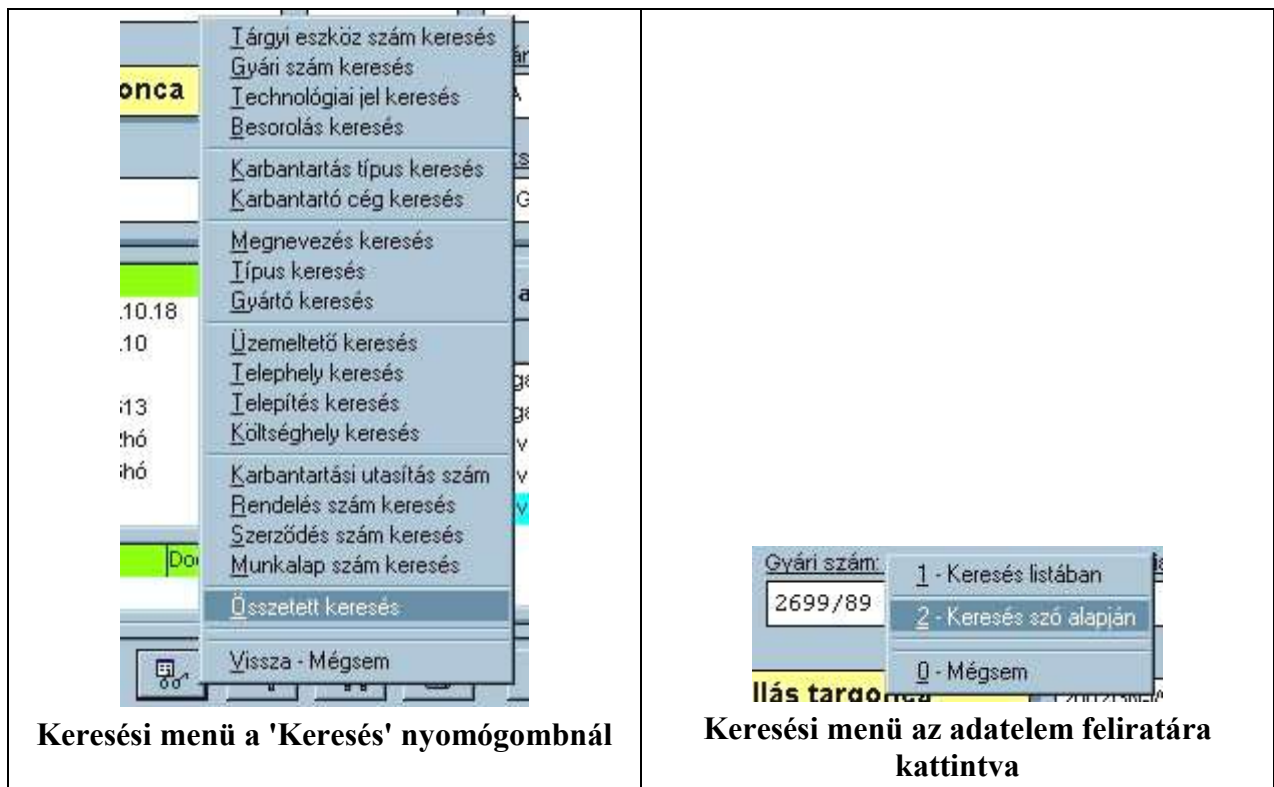 Tárgyi eszköz szám keresés
Gyári szám keresés
Technológiai jel keresés
Besorolás keresés
Karbantartás típus keresés
Karbantartó cég keresés
Megnevezés keresés
Típus keresés
Gyártó keresés
Üzemeltető keresés
Telephely keresés
Telepítés keresés
Költséghely keresés
Karbantartási utasítás szám
Rendelés szám keresés
Szerződés szám keresés
Munkalap szám keresés
Összetett keresés
Vissza - Mégsem
onca
.10.18
.10
Keresési menü a 'Keresés' nyomógombnál
Gyári szám:
2699/89
1 - Keresés listában
2 - Keresés szó alapján
0 - Mégsem
llás targonca
Keresési menü az adatelem feliratára
kattintva